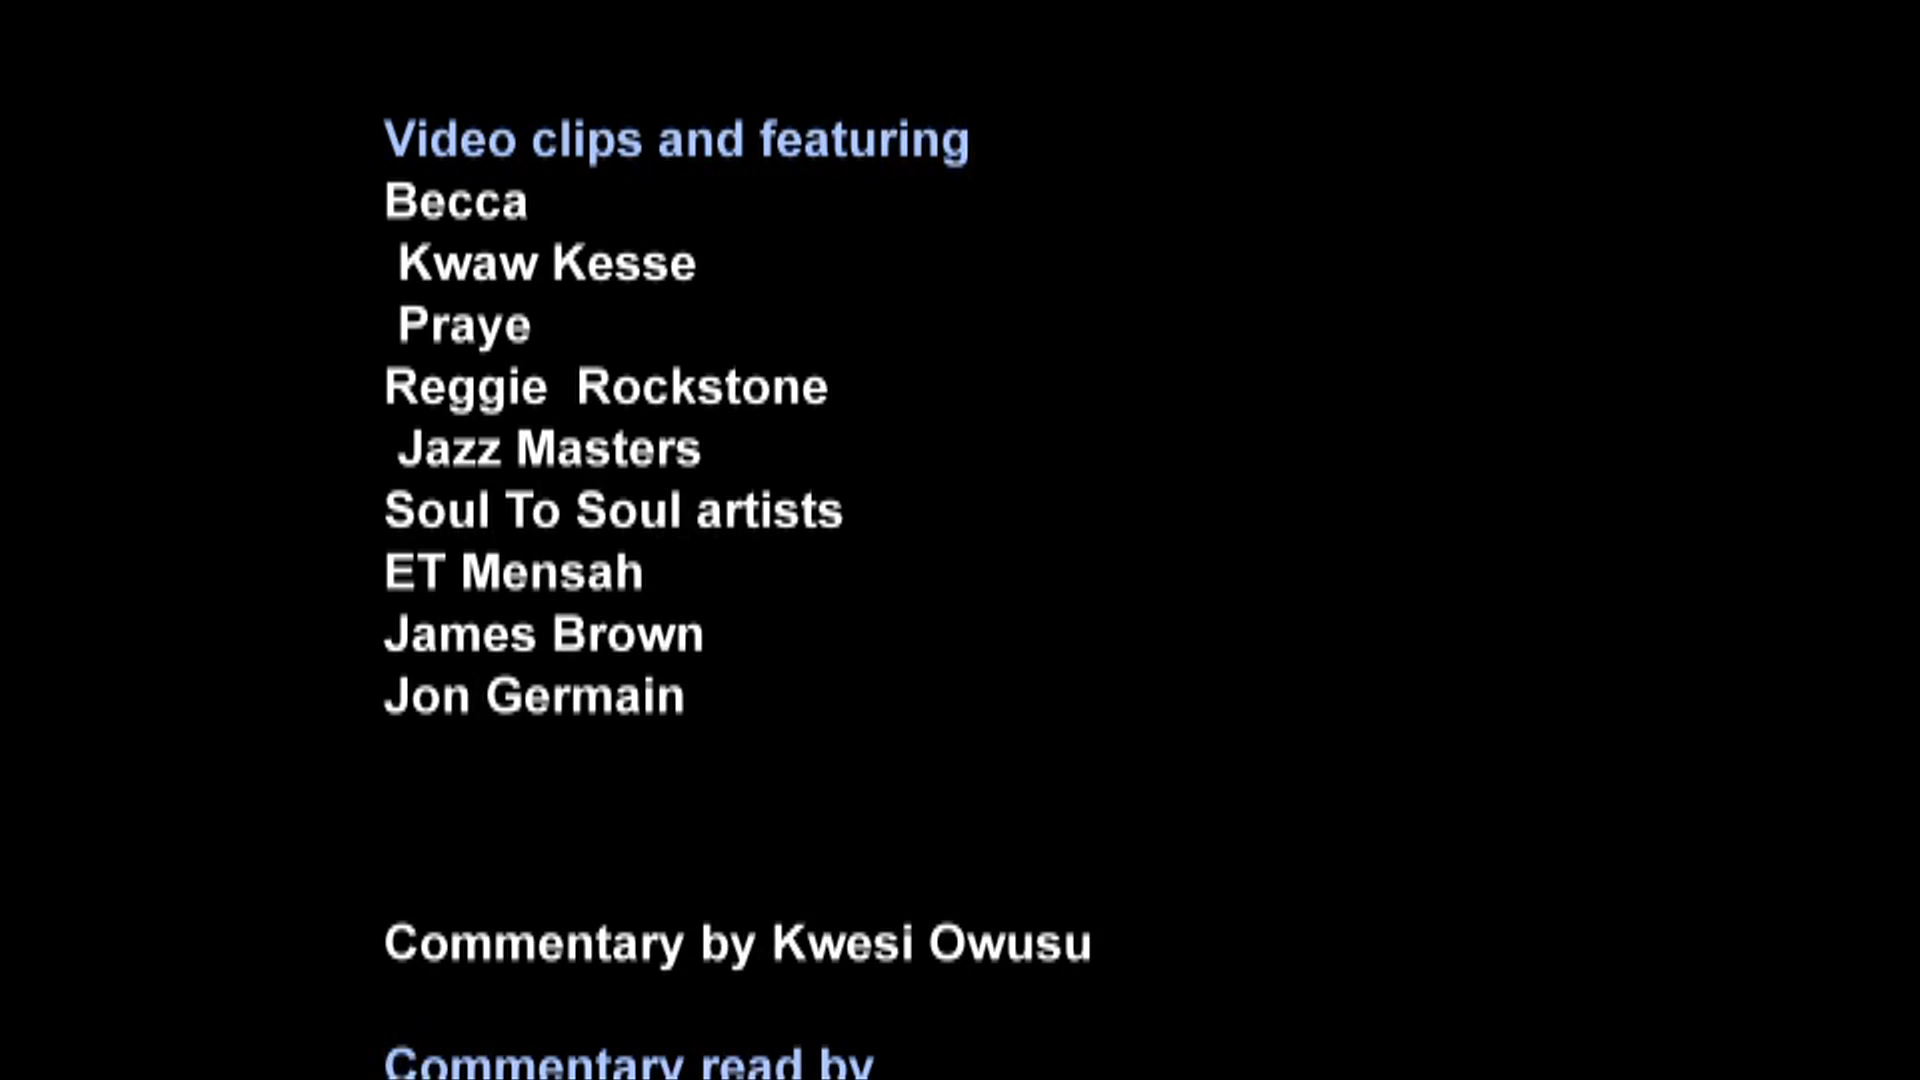 Video clips and featuring
Becca
Kwaw Kesse
Praye
Reggie  Rockstone
Jazz Masters
Soul To Soul artists
ET Mensah
James Brown
Jon Germain
Commentary by Kwesi Owusu
Commentary read by